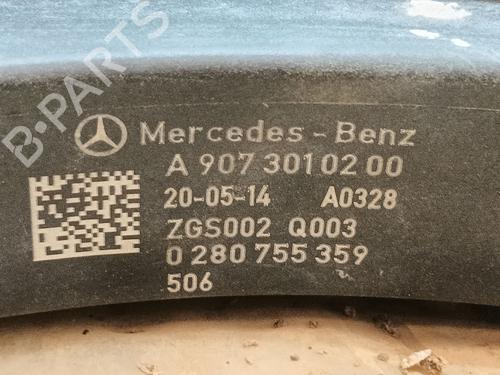 B-PARTS
Mercedes-Benz
A 907 301 02 00
20-05-14 A0328
ZGS002 Q003
0 280 755 359
506